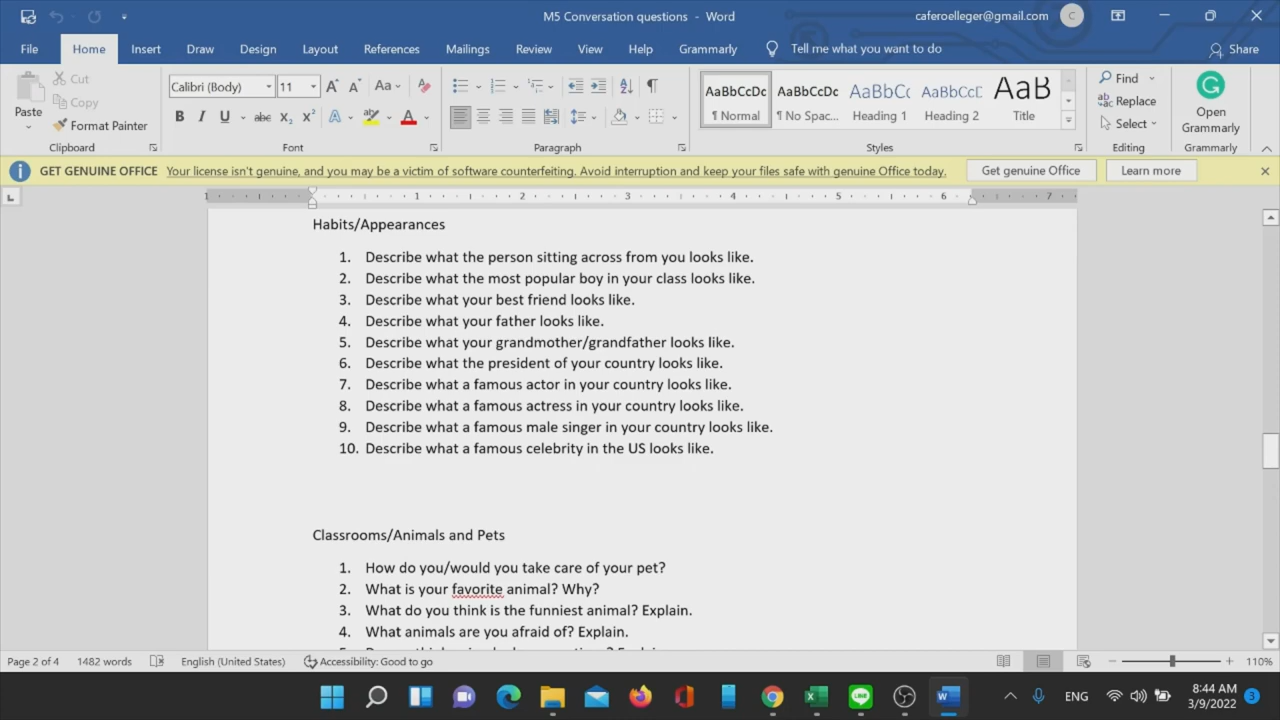 M5 Conversation questions - Word
caferoelleger@gmail.com
C
File Home Insert Draw Design Layout References Mailings Review View Help Grammarly Tell me what you want to do Share
Paste
Cut
Copy
Format Painter
Clipboard
Calibri (Body) 11
Font
Paragraph
AaBbCcDc
¶ Normal
AaBbCcDc
¶ No Spac...
AaBbCc
Heading 1
AaBbCcC
Heading 2
AaB
Title
Styles
Find
Replace
Select
Editing
Open
Grammarly
Grammarly
GET GENUINE OFFICE Your license isn't genuine, and you may be a victim of software counterfeiting. Avoid interruption and keep your files safe with genuine Office today. Get genuine Office Learn more
1 1 2 3 4 5 6 7
Habits/Appearances
1. Describe what the person sitting across from you looks like.
2. Describe what the most popular boy in your class looks like.
3. Describe what your best friend looks like.
4. Describe what your father looks like.
5. Describe what your grandmother/grandfather looks like.
6. Describe what the president of your country looks like.
7. Describe what a famous actor in your country looks like.
8. Describe what a famous actress in your country looks like.
9. Describe what a famous male singer in your country looks like.
10. Describe what a famous celebrity in the US looks like.
Classrooms/Animals and Pets
1. How do you/would you take care of your pet?
2. What is your favorite animal? Why?
3. What do you think is the funniest animal? Explain.
4. What animals are you afraid of? Explain.
Page 2 of 4 1482 words English (United States) Accessibility: Good to go 110%
ENG
8:44 AM
3/9/2022
3